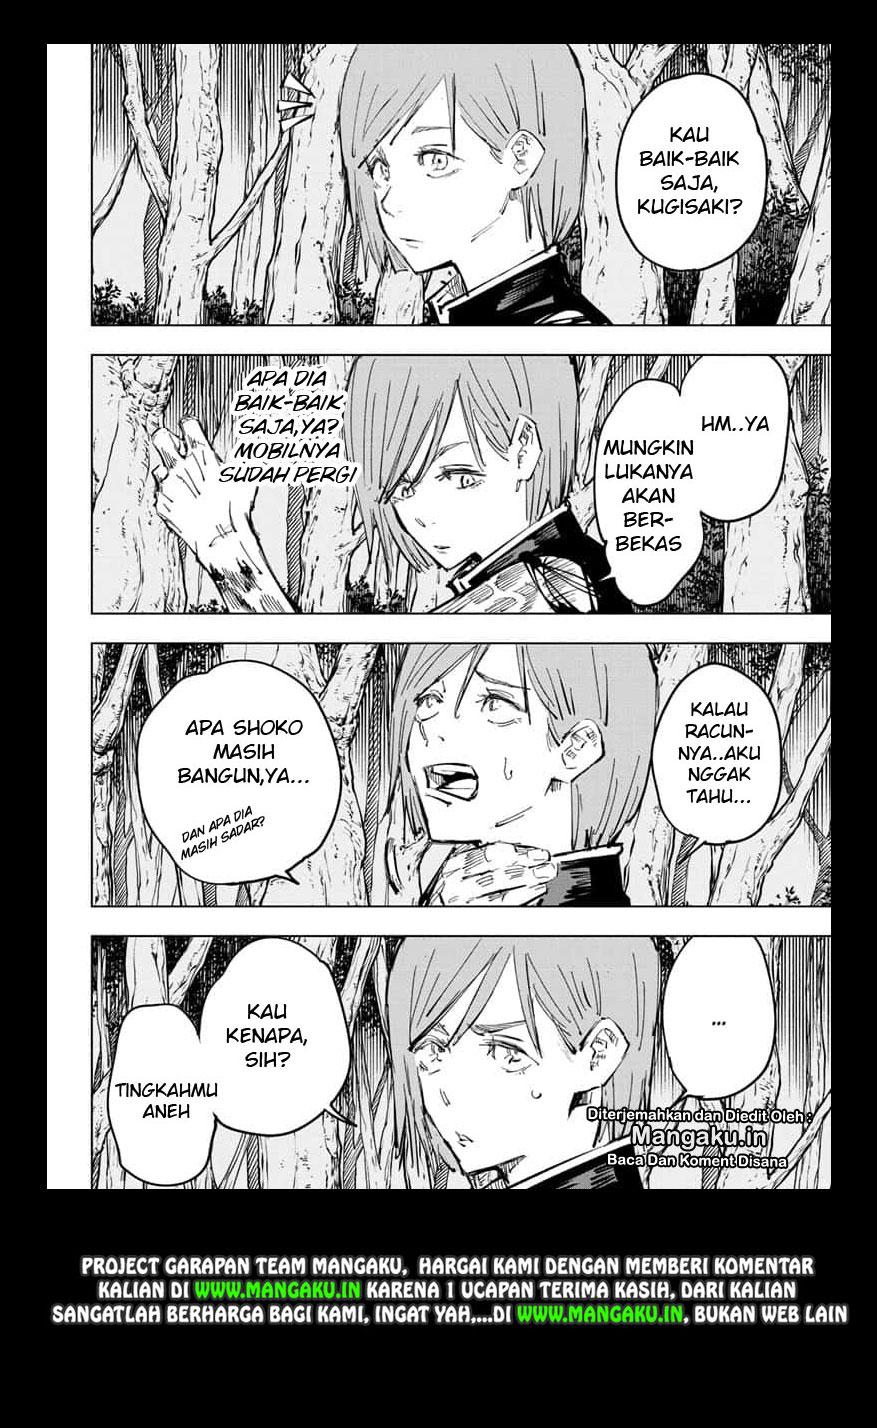 KAU
BAIK-BAIK
SAJA,
KUGISAKI?
HM..YA
MUNGKIN
LUKANYA
AKAN
BER-
BEKAS
APA DIA
BAIK-BAIK
SAJA,YA?
MOBILNYA
SUDAH PERGI
KALAU
RACUN-
NYA..AKU
NGGAK
TAHU...
APA SHOKO
MASIH
BANGUN,YA...
DAN APA DIA
MASIH SADAR?
...
KAU
KENAPA,
SIH?
TINGKAHMU
ANEH
Diterjemahkan dan Diedit Oleh :
Mangaku.in
Baca Dan Koment Disana
PROJECT GARAPAN TEAM MANGAKU, HARGAI KAMI DENGAN MEMBERI KOMENTAR
KALIAN DI WWW.MANGAKU.IN KARENA 1 UCAPAN TERIMA KASIH, DARI KALIAN
SANGATLAH BERHARGA BAGI KAMI, INGAT YAH,...DI WWW.MANGAKU.IN, BUKAN WEB LAIN